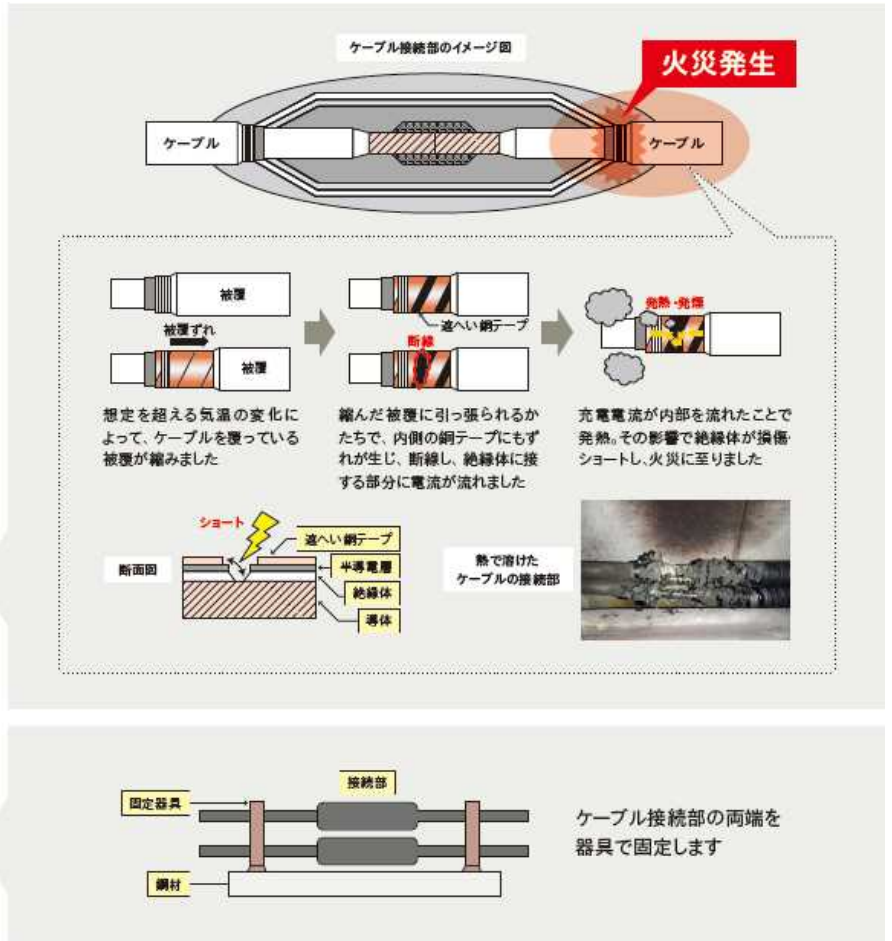 ケーブル接続部のイメージ図
火災発生
ケーブル
ケーブル
被覆
被覆ずれ
被覆
遮へい銅テープ
断線
発熱・発煙
想定を超える気温の変化に
よって、ケーブルを覆っている
被覆が縮みました
縮んだ被覆に引っ張られるか
たちで、内側の銅テープにもず
れが生じ、断線し、絶縁体に接
する部分に電流が流れました
充電電流が内部を流れたことで
発熱。その影響で絶縁体が損傷・
ショートし、火災に至りました
ショート
遮へい銅テープ
断面図
半導電層
絶縁体
導体
熱で溶けた
ケーブルの接続部
接続部
固定器具
鋼材
ケーブル接続部の両端を
器具で固定します